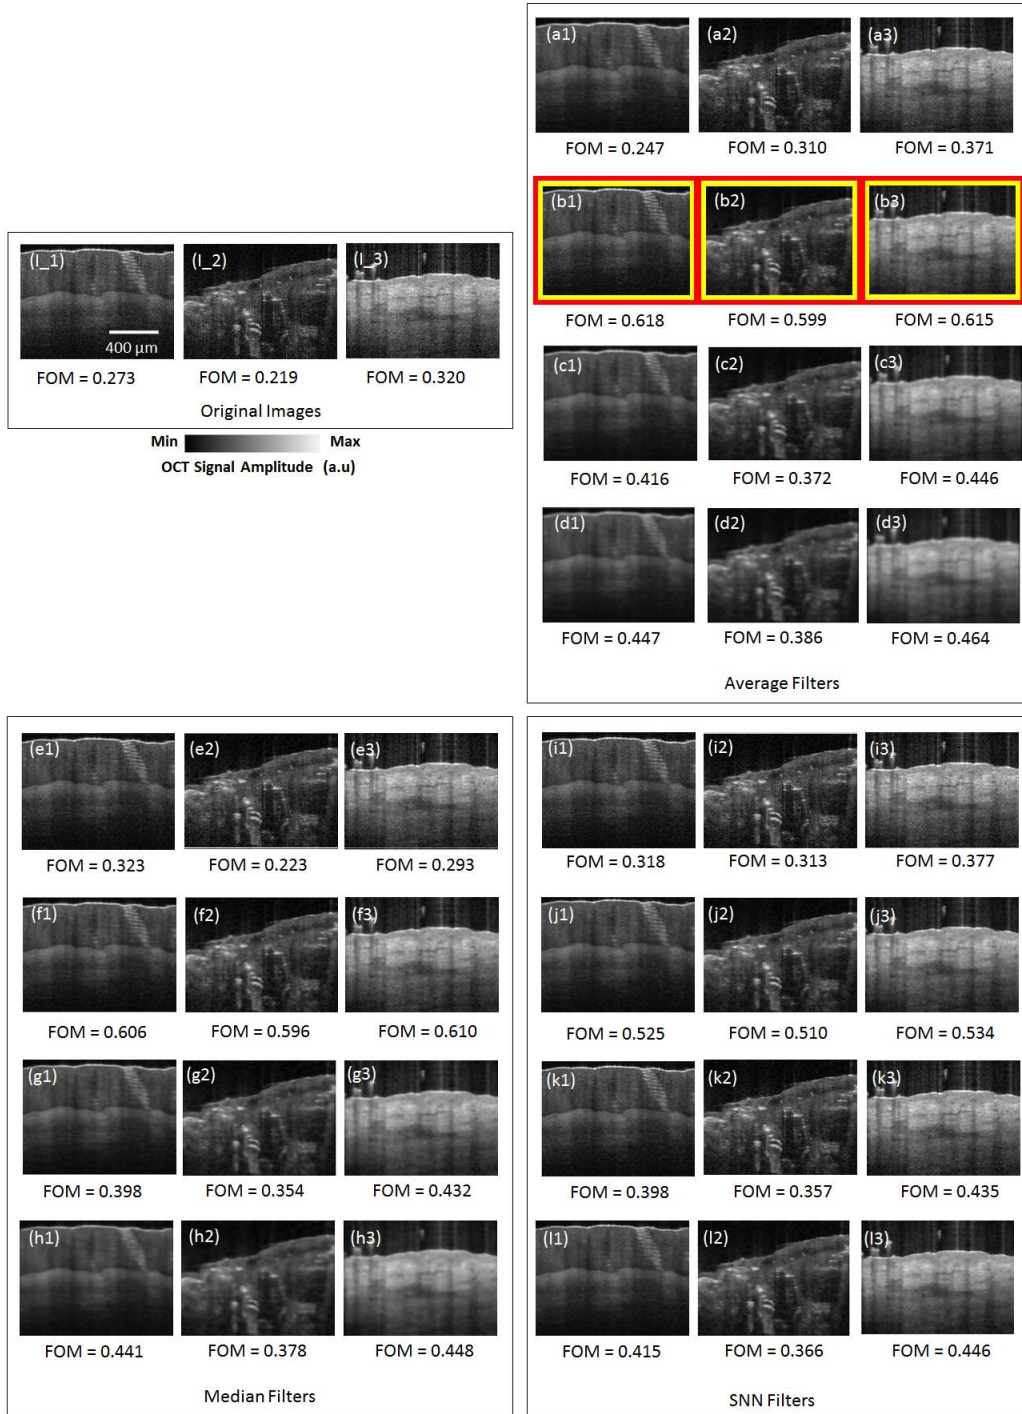 (a1) (a2) (a3)
FOM = 0.247 FOM = 0.310 FOM = 0.371
(b1) (b2) (b3)
FOM = 0.618 FOM = 0.599 FOM = 0.615
(c1) (c2) (c3)
FOM = 0.416 FOM = 0.372 FOM = 0.446
(d1) (d2) (d3)
FOM = 0.447 FOM = 0.386 FOM = 0.464
Average Filters
(I_1) (I_2) (I_3)
400 µm
FOM = 0.273 FOM = 0.219 FOM = 0.320
Original Images
Min Max
OCT Signal Amplitude (a.u)
(e1) (e2) (e3)
FOM = 0.323 FOM = 0.223 FOM = 0.293
(f1) (f2) (f3)
FOM = 0.606 FOM = 0.596 FOM = 0.610
(g1) (g2) (g3)
FOM = 0.398 FOM = 0.354 FOM = 0.432
(h1) (h2) (h3)
FOM = 0.441 FOM = 0.378 FOM = 0.448
Median Filters
(i1) (i2) (i3)
FOM = 0.318 FOM = 0.313 FOM = 0.377
(j1) (j2) (j3)
FOM = 0.525 FOM = 0.510 FOM = 0.534
(k1) (k2) (k3)
FOM = 0.398 FOM = 0.357 FOM = 0.435
(l1) (l2) (l3)
FOM = 0.415 FOM = 0.366 FOM = 0.446
SNN Filters